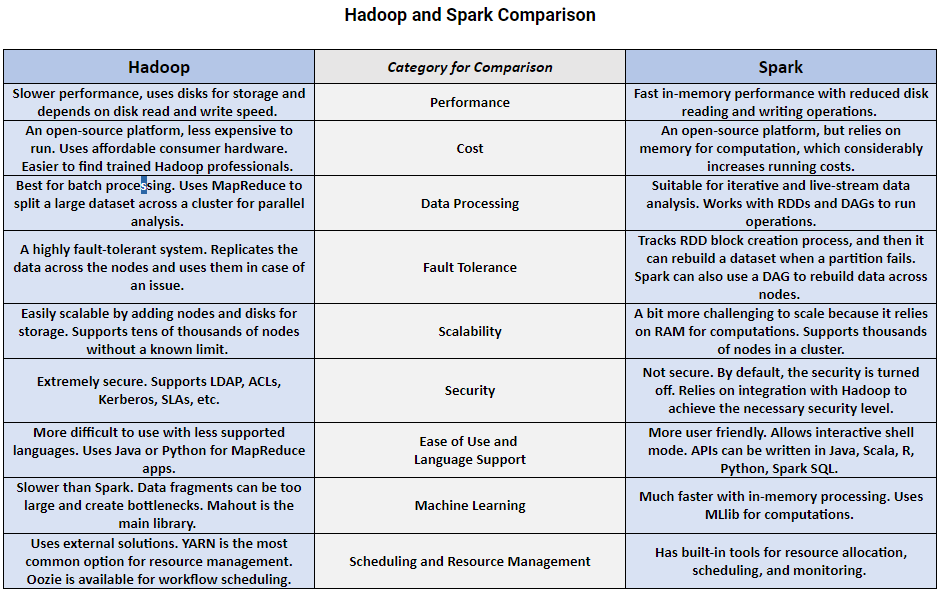 Hadoop and Spark Comparison
Hadoop
Category for Comparison
Spark
Slower performance, uses disks for storage and
depends on disk read and write speed.
Performance
Fast in-memory performance with reduced disk
reading and writing operations.
An open-source platform, less expensive to
run. Uses affordable consumer hardware.
Easier to find trained Hadoop professionals.
Cost
An open-source platform, but relies on
memory for computation, which considerably
increases running costs.
Best for batch processing. Uses MapReduce to
split a large dataset across a cluster for parallel
analysis.
Data Processing
Suitable for iterative and live-stream data
analysis. Works with RDDs and DAGs to run
operations.
A highly fault-tolerant system. Replicates the
data across the nodes and uses them in case of
an issue.
Fault Tolerance
Tracks RDD block creation process, and then it
can rebuild a dataset when a partition fails.
Spark can also use a DAG to rebuild data across
nodes.
Easily scalable by adding nodes and disks for
storage. Supports tens of thousands of nodes
without a known limit.
Scalability
A bit more challenging to scale because it relies
on RAM for computations. Supports thousands
of nodes in a cluster.
Extremely secure. Supports LDAP, ACLs,
Kerberos, SLAs, etc.
Security
Not secure. By default, the security is turned
off. Relies on integration with Hadoop to
achieve the necessary security level.
More difficult to use with less supported
languages. Uses Java or Python for MapReduce
apps.
Ease of Use and
Language Support
More user friendly. Allows interactive shell
mode. APIs can be written in Java, Scala, R,
Python, Spark SQL.
Slower than Spark. Data fragments can be too
large and create bottlenecks. Mahout is the
main library.
Machine Learning
Much faster with in-memory processing. Uses
MLlib for computations.
Uses external solutions. YARN is the most
common option for resource management.
Oozie is available for workflow scheduling.
Scheduling and Resource Management
Has built-in tools for resource allocation,
scheduling, and monitoring.